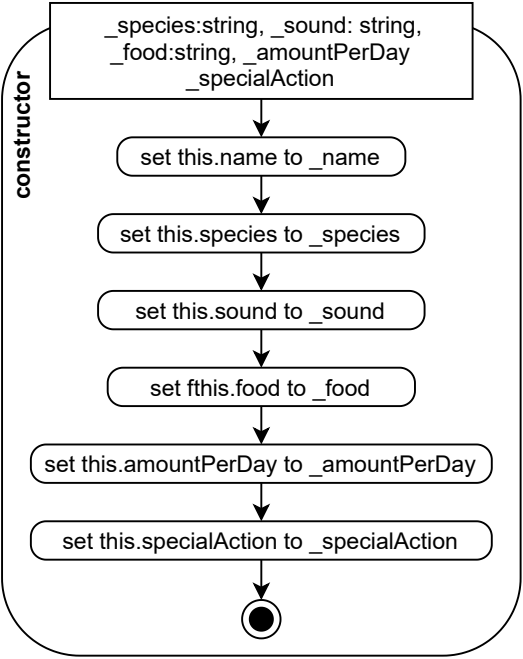 _species:string, _sound: string,
_food:string, _amountPerDay
_specialAction
constructor
set this.name to _name
set this.species to _species
set this.sound to _sound
set fthis.food to _food
set this.amountPerDay to _amountPerDay
set this.specialAction to _specialAction